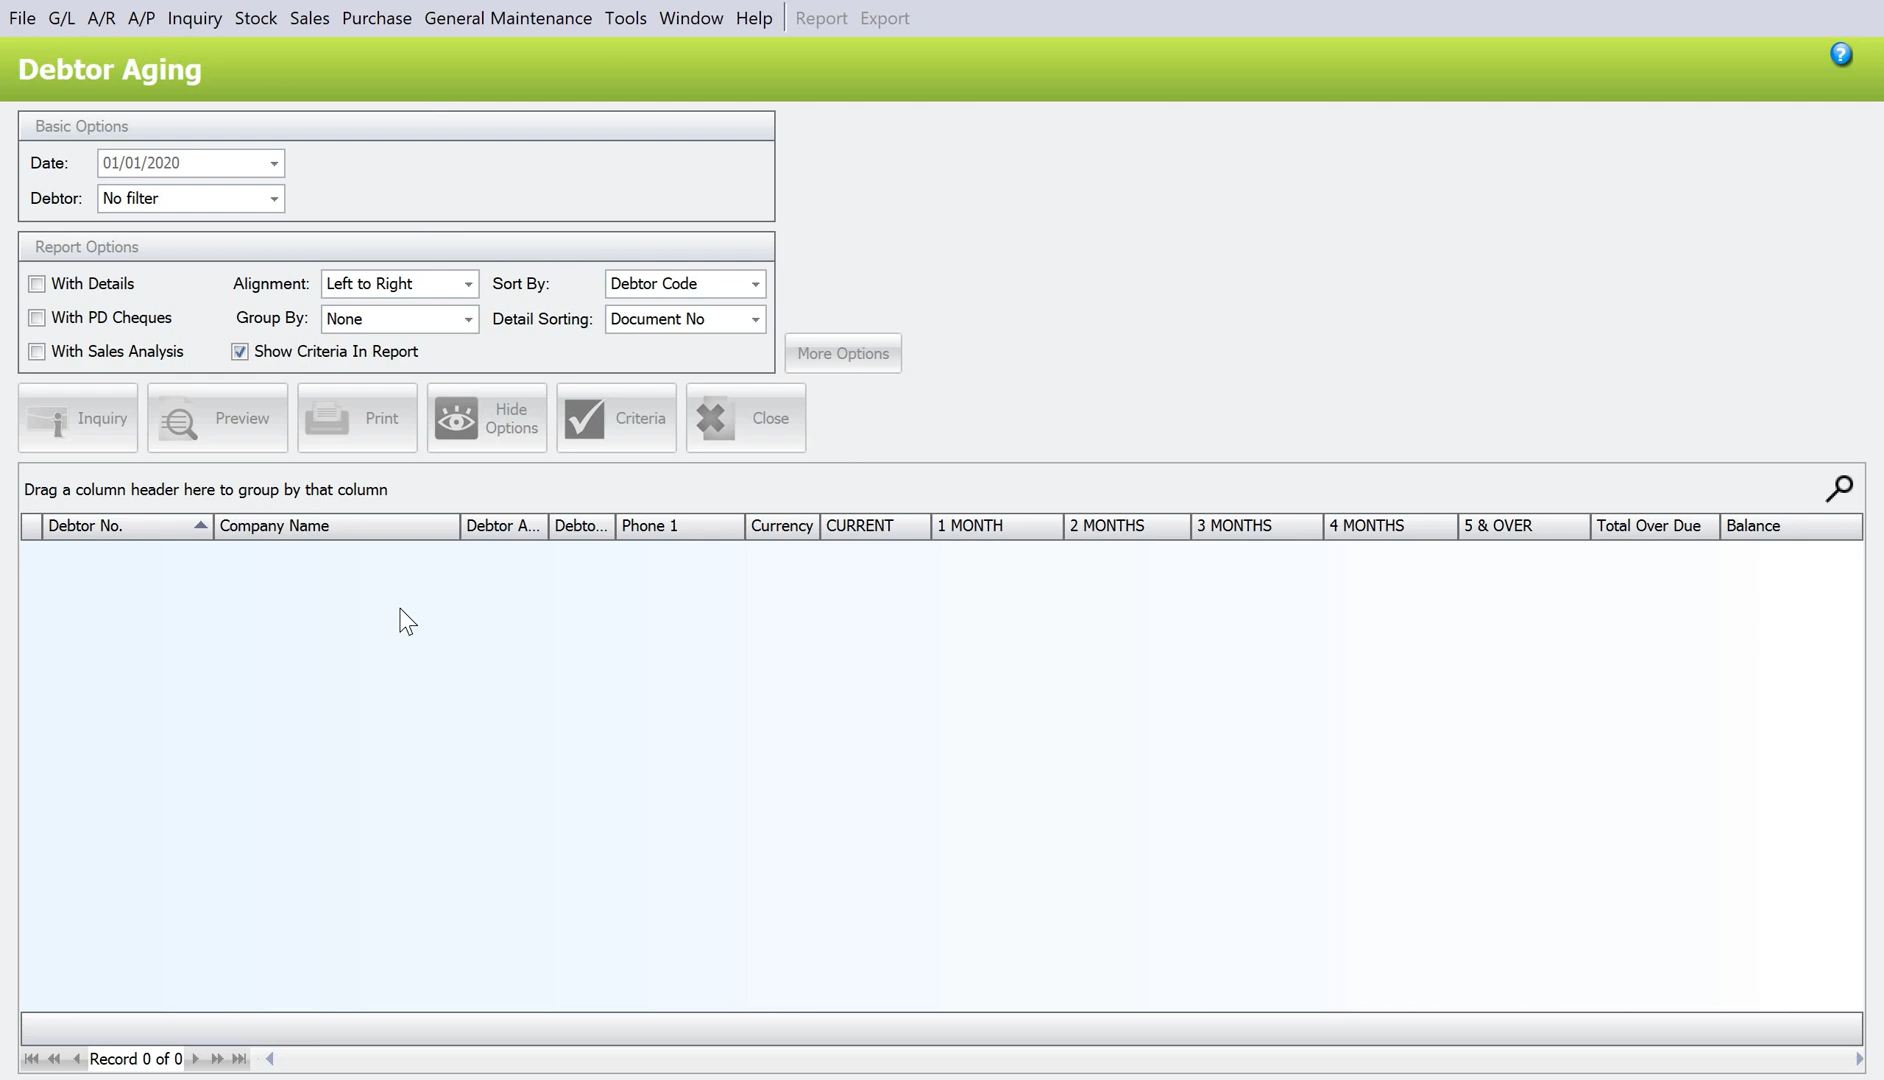 File G/L A/R A/P Inquiry Stock Sales Purchase General Maintenance Tools Window Help Report Export
Debtor Aging
?
Basic Options
Date: 01/01/2020
Debtor: No filter
Report Options
With Details Alignment: Left to Right Sort By: Debtor Code
With PD Cheques Group By: None Detail Sorting: Document No
With Sales Analysis Show Criteria In Report
More Options
Inquiry Preview Print Hide Options Criteria Close
Drag a column header here to group by that column
Debtor No. Company Name Debtor A... Debto... Phone 1 Currency CURRENT 1 MONTH 2 MONTHS 3 MONTHS 4 MONTHS 5 & OVER Total Over Due Balance
Record 0 of 0